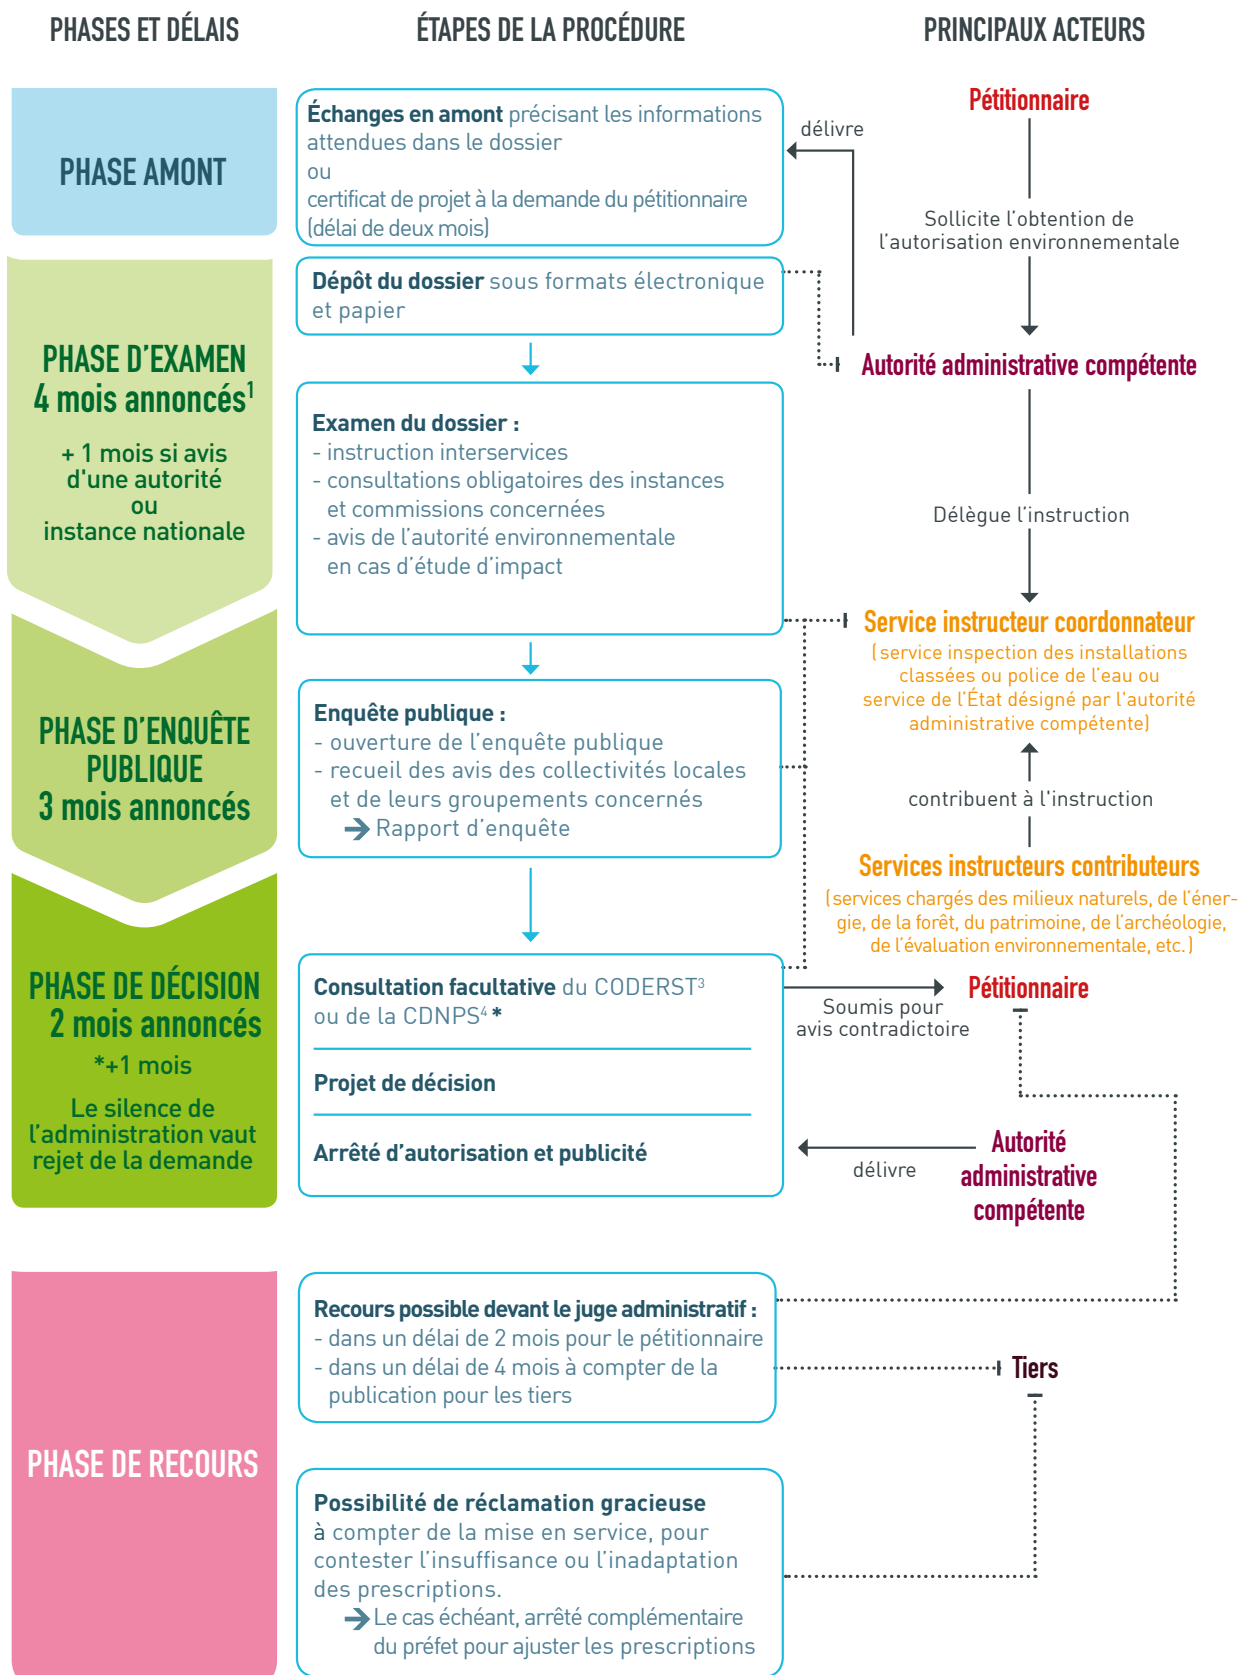 PHASES ET DÉLAIS
ÉTAPES DE LA PROCÉDURE
PRINCIPAUX ACTEURS
PHASE AMONT
Échanges en amont précisant les informations
attendues dans le dossier
ou
certificat de projet à la demande du pétitionnaire
(délai de deux mois)
délivre
Pétitionnaire
Sollicite l’obtention de
l’autorisation environnementale
PHASE D’EXAMEN
4 mois annoncés¹
+ 1 mois si avis
d'une autorité
ou
instance nationale
Dépôt du dossier sous formats électronique
et papier
Autorité administrative compétente
Examen du dossier :
- instruction interservices
- consultations obligatoires des instances
et commissions concernées
- avis de l’autorité environnementale
en cas d’étude d’impact
Délègue l’instruction
Service instructeur coordonnateur
(service inspection des installations
classées ou police de l’eau ou
service de l’État désigné par l'autorité
administrative compétente)
PHASE D’ENQUÊTE
PUBLIQUE
3 mois annoncés
Enquête publique :
- ouverture de l’enquête publique
- recueil des avis des collectivités locales
et de leurs groupements concernés
➔ Rapport d’enquête
contribuent à l'instruction
Services instructeurs contributeurs
(services chargés des milieux naturels, de l’éner-
gie, de la forêt, du patrimoine, de l’archéologie,
de l’évaluation environnementale, etc.)
PHASE DE DÉCISION
2 mois annoncés
*+1 mois
Le silence de
l’administration vaut
rejet de la demande
Consultation facultative du CODERST³
ou de la CDNPS⁴ *
Projet de décision
Arrêté d’autorisation et publicité
Soumis pour
avis contradictoire
Pétitionnaire
délivre
Autorité
administrative
compétente
PHASE DE RECOURS
Recours possible devant le juge administratif :
- dans un délai de 2 mois pour le pétitionnaire
- dans un délai de 4 mois à compter de la
publication pour les tiers
Tiers
Possibilité de réclamation gracieuse
à compter de la mise en service, pour
contester l’insuffisance ou l’inadaptation
des prescriptions.
➔ Le cas échéant, arrêté complémentaire
du préfet pour ajuster les prescriptions